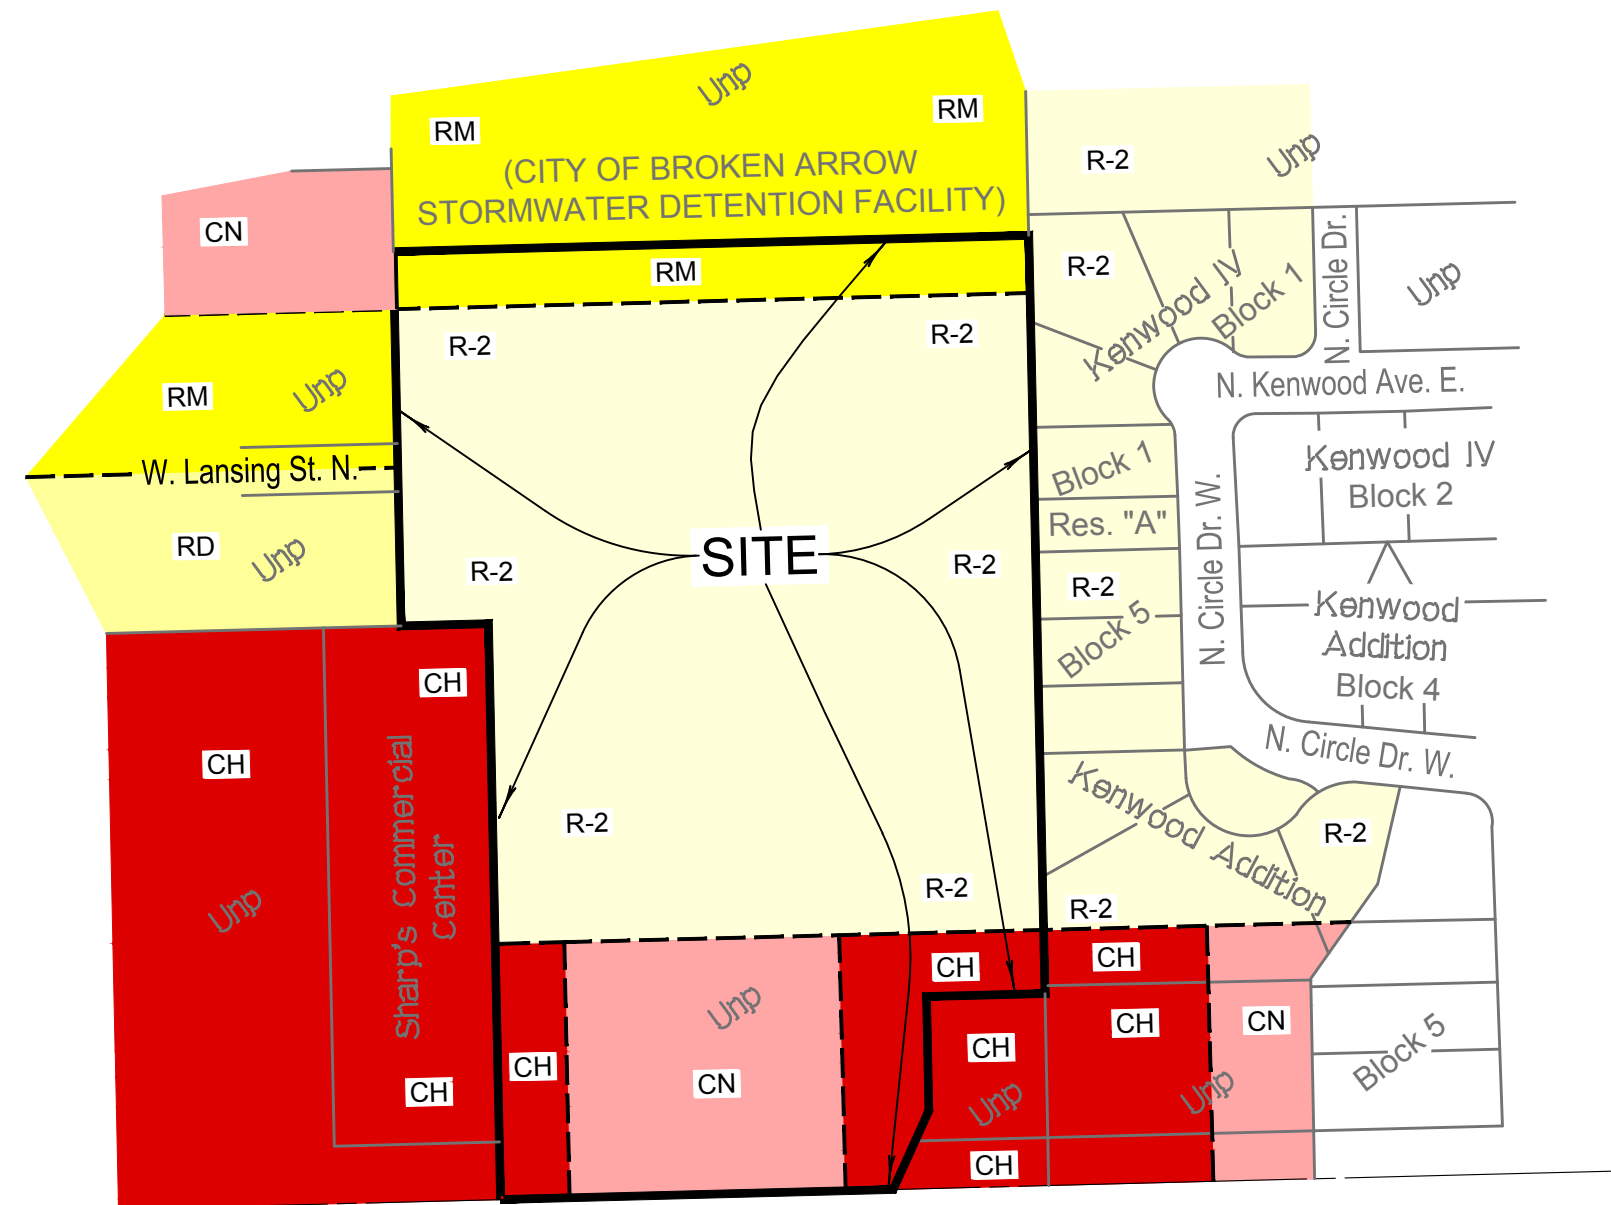 Unp
RM
RM
(CITY OF BROKEN ARROW
STORMWATER DETENTION FACILITY)
R-2
Unp
CN
RM
R-2
Kenwood IV
Block 1
N. Circle Dr.
Unp
R-2
R-2
N. Kenwood Ave. E.
RM
Unp
W. Lansing St. N.
Block 1
Kenwood IV
Block 2
Res. "A"
N. Circle Dr. W.
RD
Unp
R-2
SITE
R-2
R-2
Block 5
Kenwood
Addition
Block 4
CH
CH
N. Circle Dr. W.
Sharp's Commercial
Center
R-2
Kenwood Addition
R-2
Unp
R-2
R-2
CH
CH
Unp
CH
CN
CH
CH
CN
Block 5
Unp
Unp
CH
CH